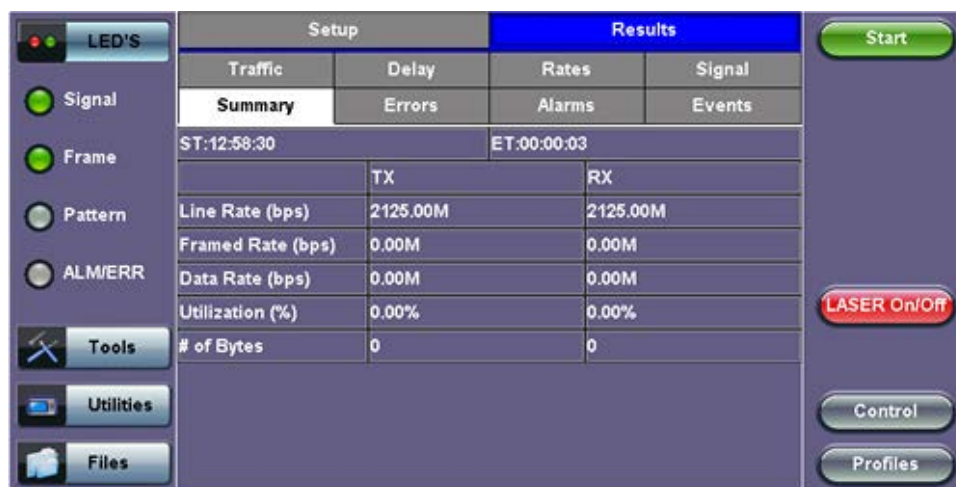 LED'S
Setup
Results
Start
Traffic
Delay
Rates
Signal
Signal
Summary
Errors
Alarms
Events
Frame
ST:12:58:30
ET:00:00:03
TX
RX
Pattern
Line Rate (bps)
2125.00M
2125.00M
Framed Rate (bps)
0.00M
0.00M
ALM/ERR
Data Rate (bps)
0.00M
0.00M
Utilization (%)
0.00%
0.00%
LASER On/Off
Tools
# of Bytes
0
0
Utilities
Control
Files
Profiles